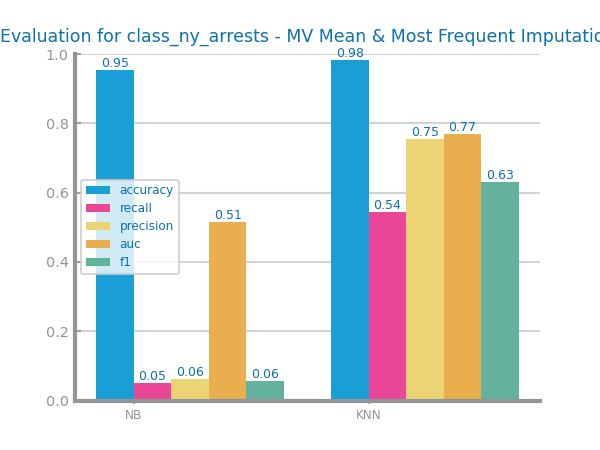 Evaluation for class_ny_arrests - MV Mean & Most Frequent Imputatio
1.0
0.8
0.6
0.4
0.2
0.0
0.95
0.05
0.06
0.51
0.06
0.98
0.54
0.75
0.77
0.63
accuracy
recall
precision
auc
f1
NB
KNN